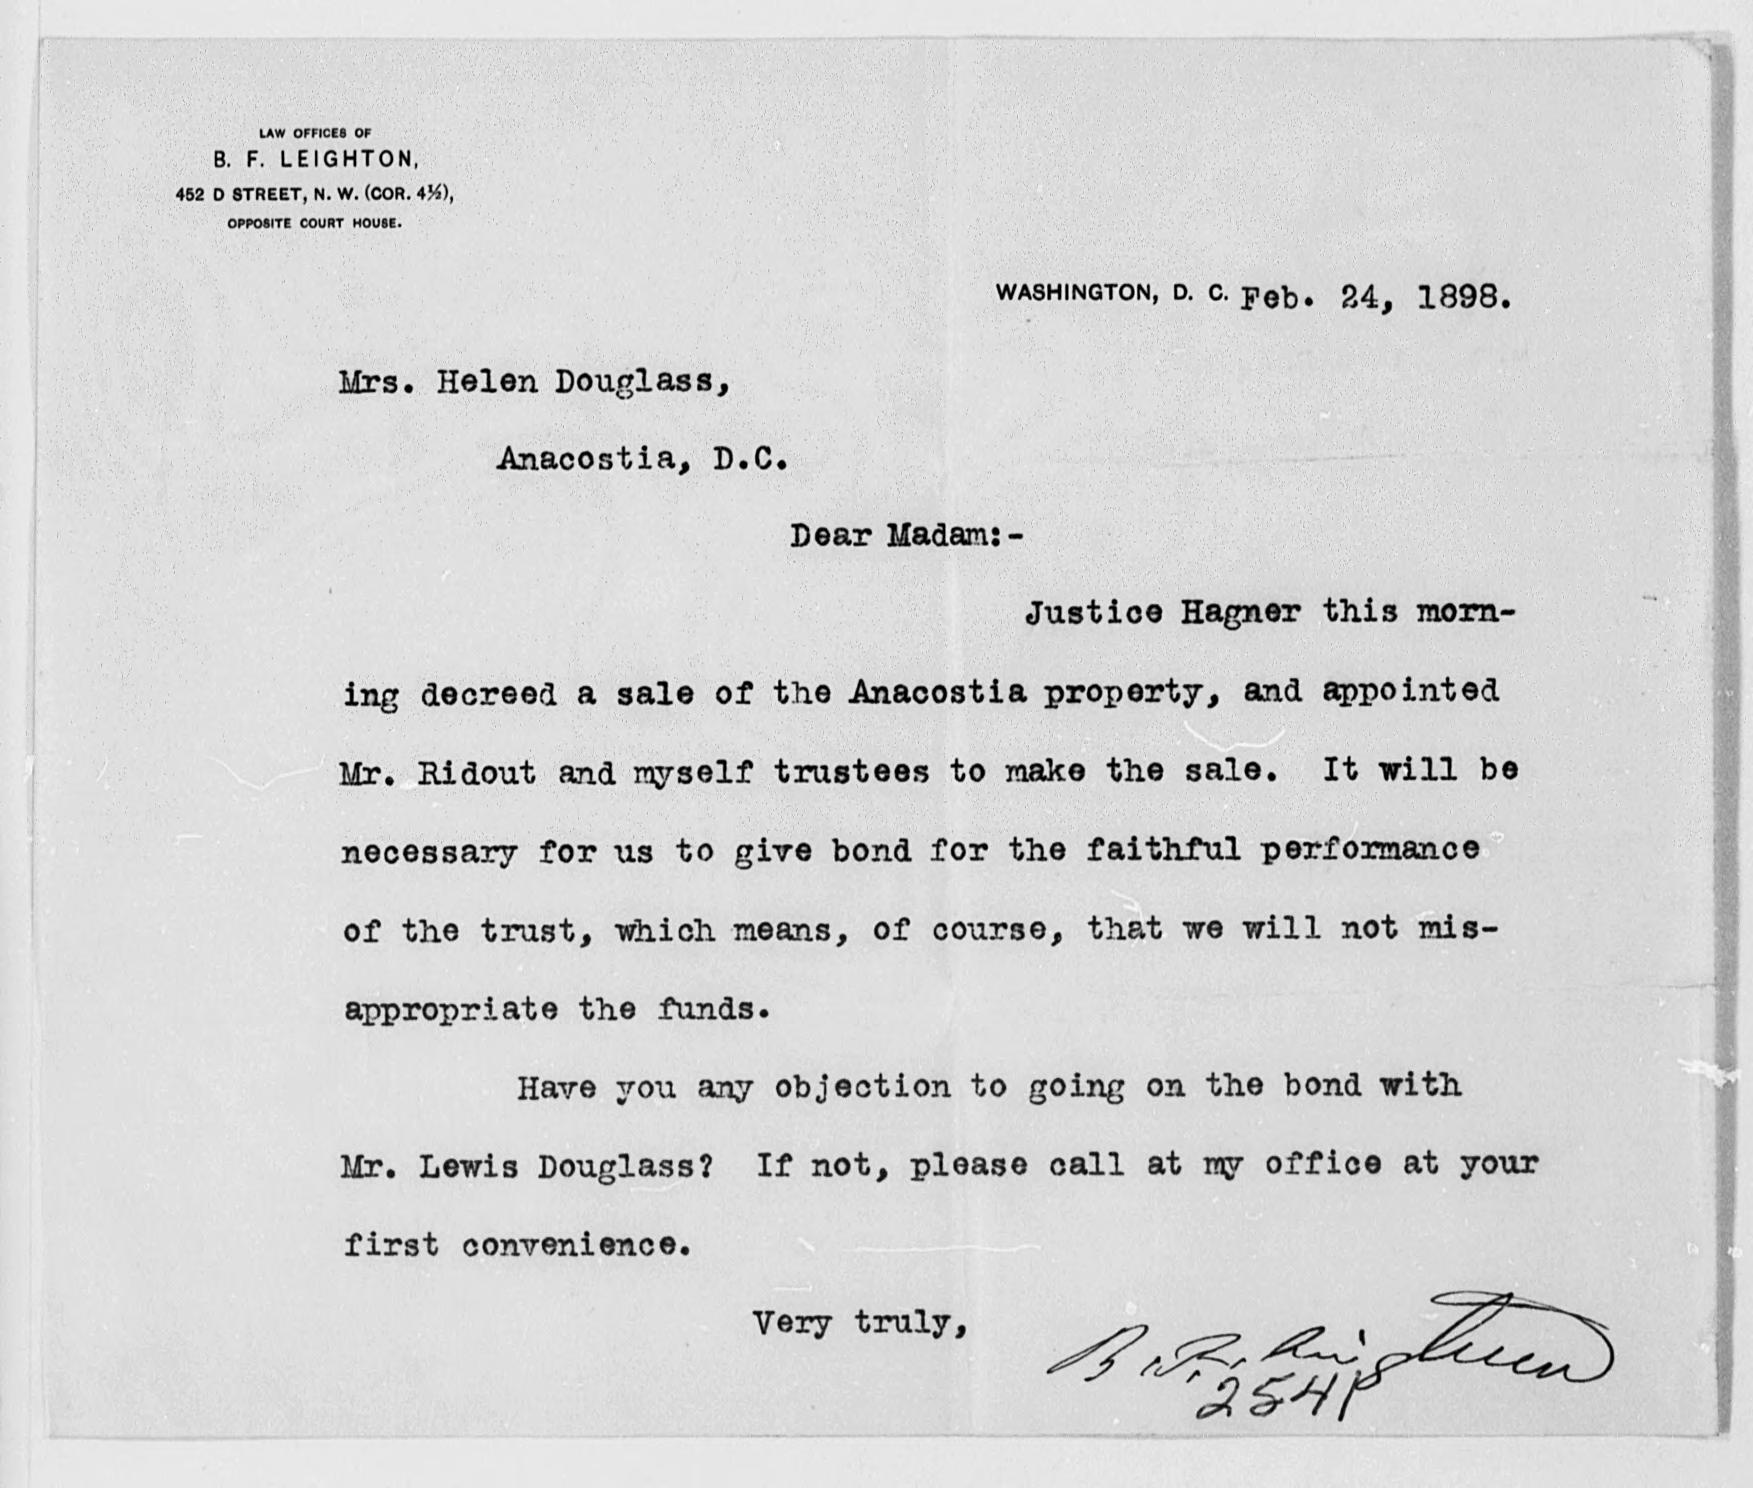 LAW OFFICES OF
B. F. LEIGHTON,
452 D STREET, N. W. (COR. 4½),
OPPOSITE COURT HOUSE.
WASHINGTON, D. C. Feb. 24, 1898.
Mrs. Helen Douglass,
Anacostia, D.C.
Dear Madam:-
Justice Hagner this morn-
ing decreed a sale of the Anacostia property, and appointed
Mr. Ridout and myself trustees to make the sale. It will be
necessary for us to give bond for the faithful performance
of the trust, which means, of course, that we will not mis-
appropriate the funds.
Have you any objection to going on the bond with
Mr. Lewis Douglass? If not, please call at my office at your
first convenience.
Very truly,
B. F. Leighton